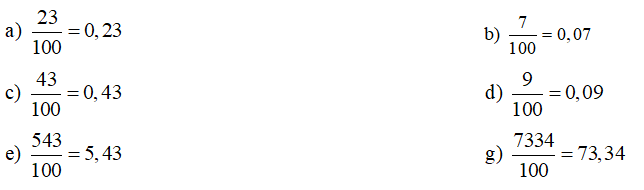 a) 23/100 = 0,23 b) 7/100 = 0,07
c) 43/100 = 0,43 d) 9/100 = 0,09
e) 543/100 = 5,43 g) 7334/100 = 73,34